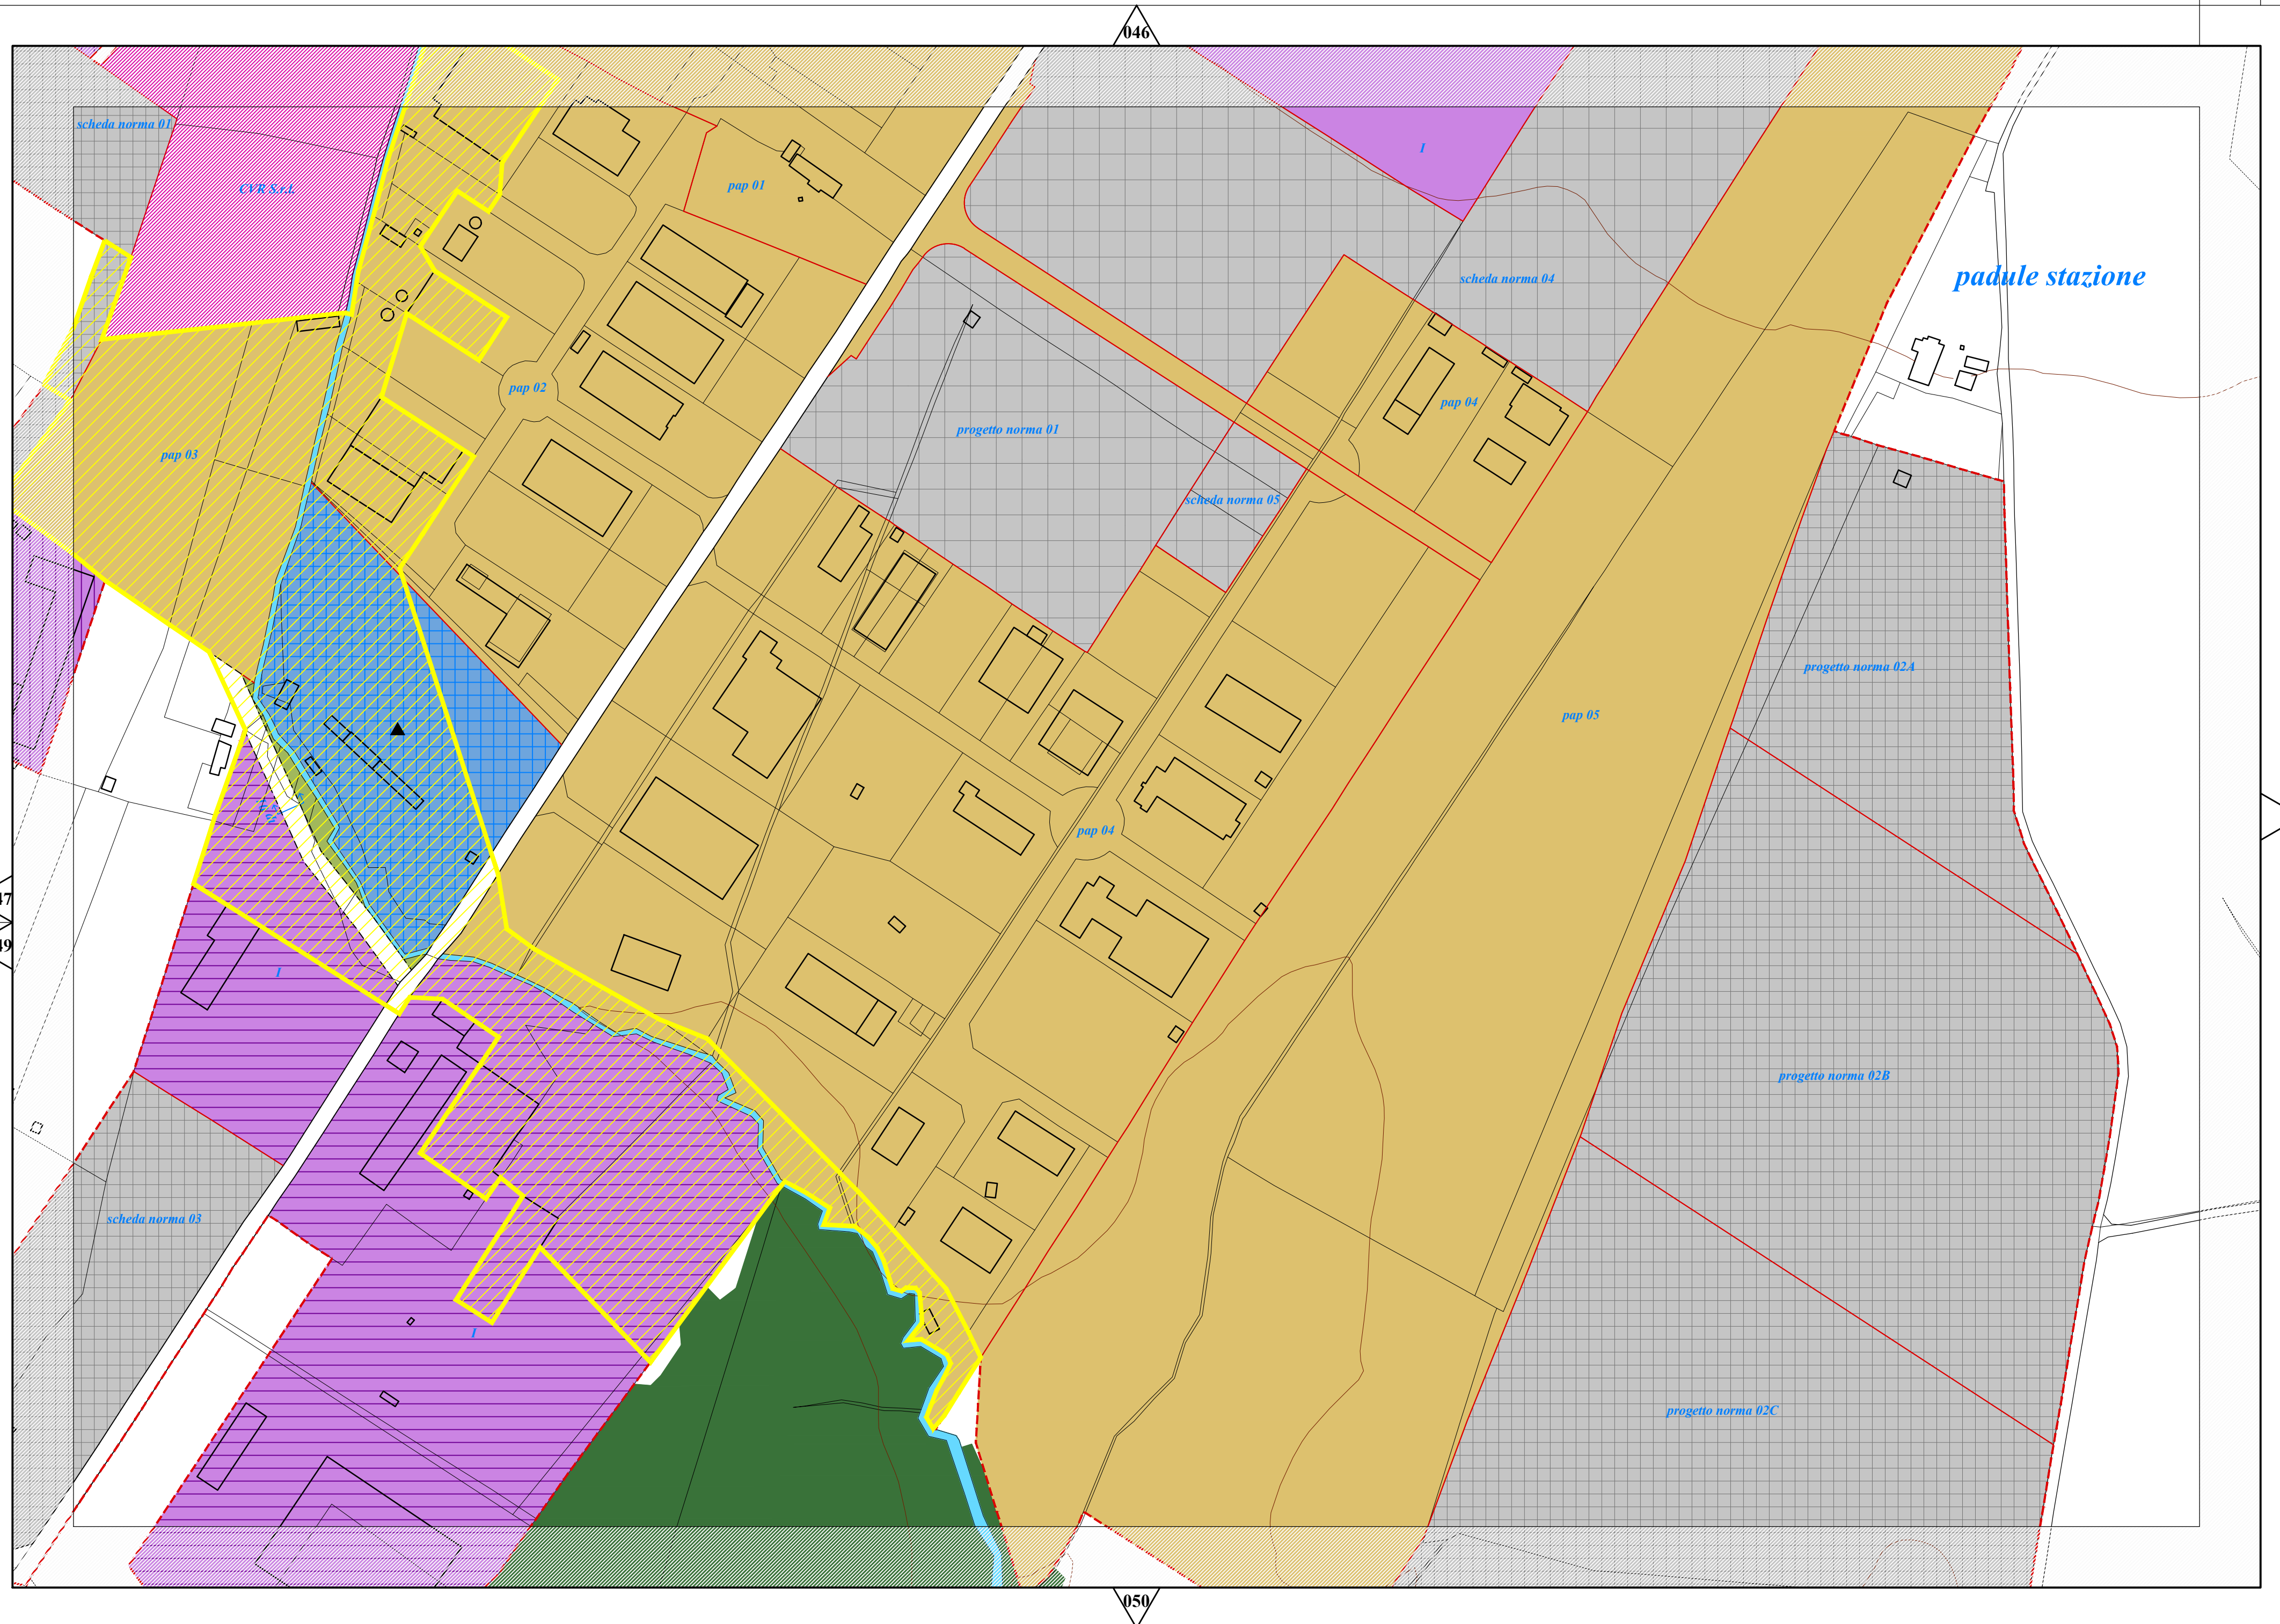 046
scheda norma 01
I
CVR S.r.l.
pap 01
padule stazione
scheda norma 04
pap 02
pap 04
progetto norma 01
pap 03
scheda norma 05
progetto norma 02A
pap 05
pap 04
47
49
I
progetto norma 02B
scheda norma 03
I
progetto norma 02C
050